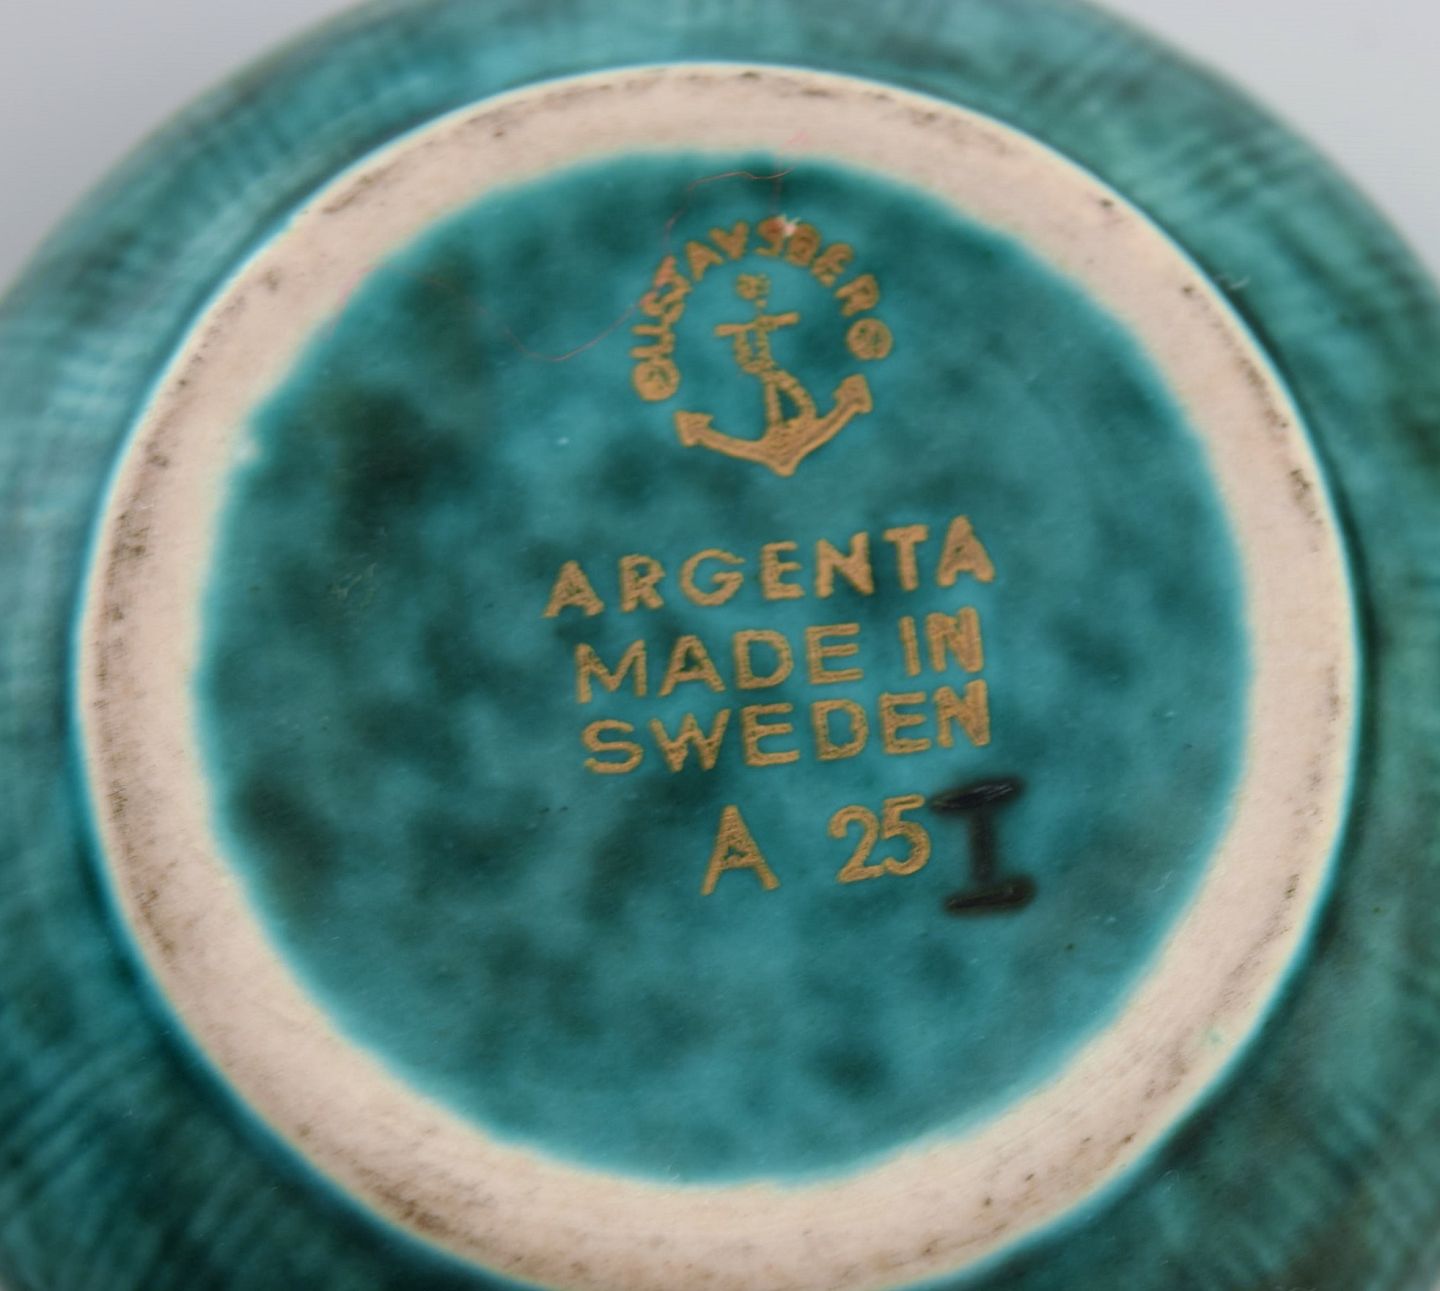 GUSTAVSBERG
ARGENTA
MADE IN
SWEDEN
A 25 I